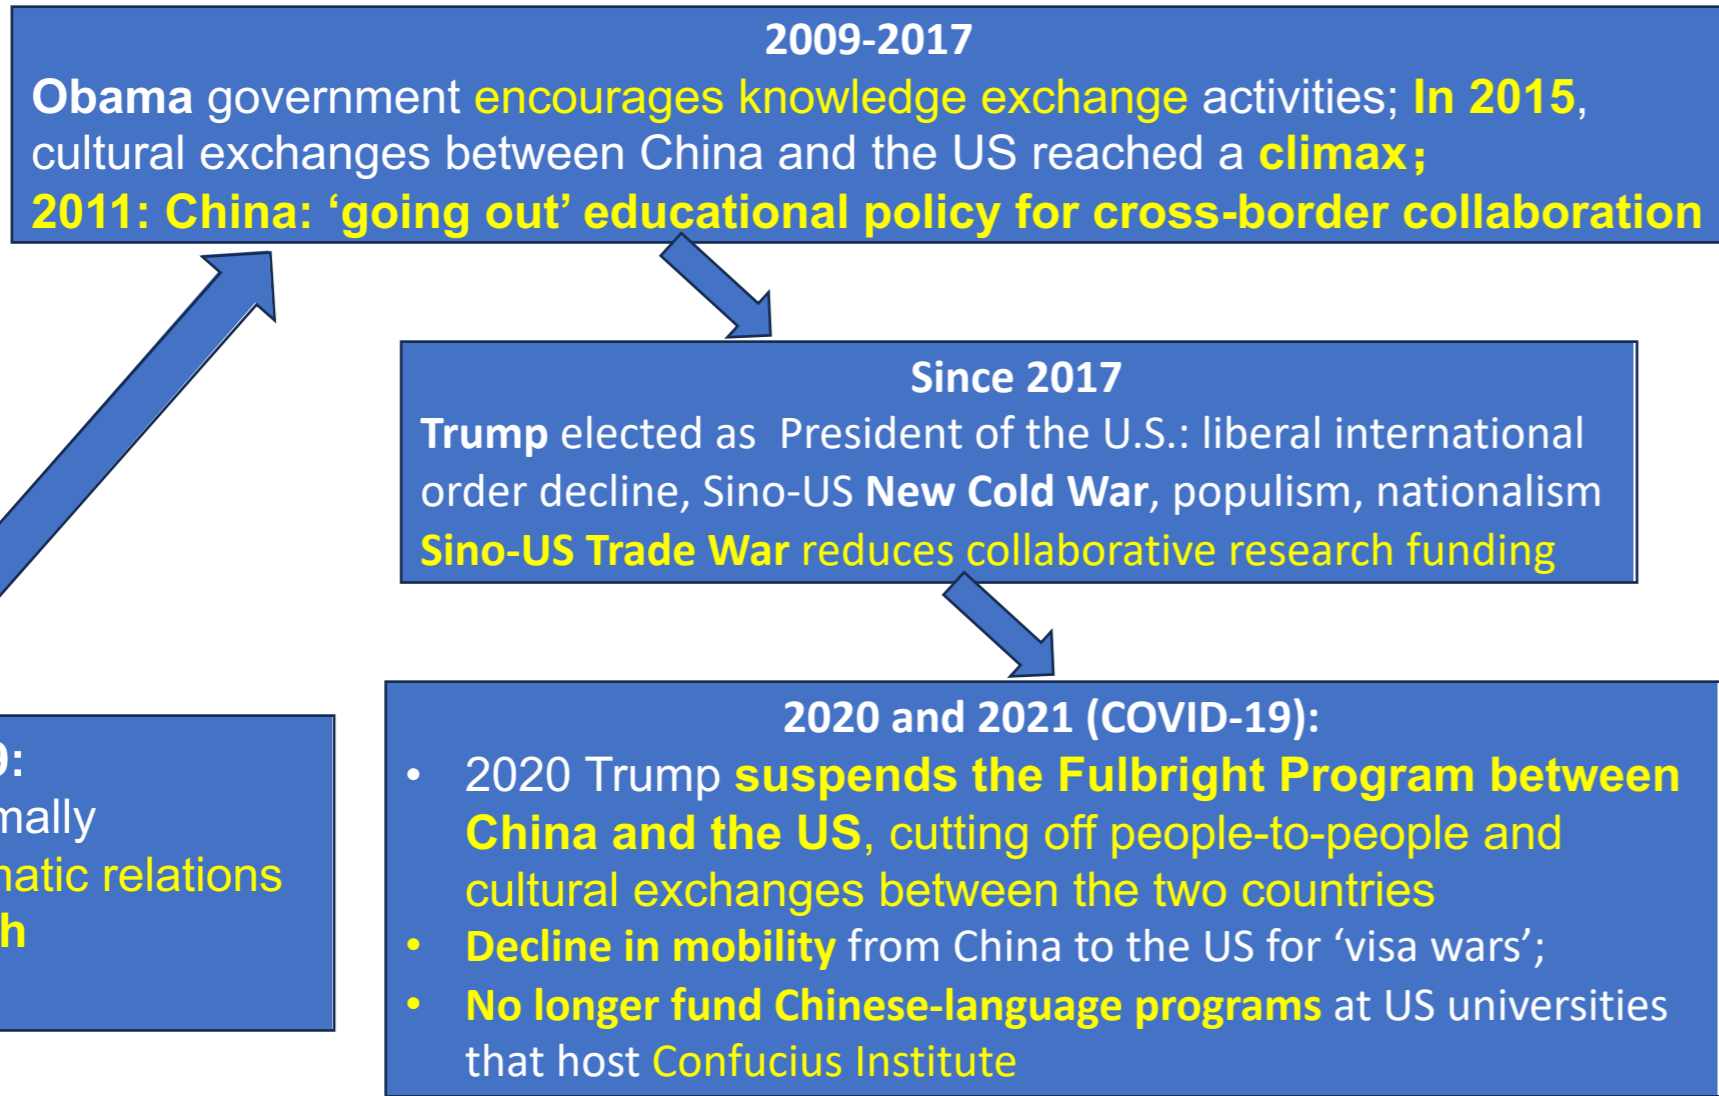 2009-2017
Obama government encourages knowledge exchange activities; In 2015,
cultural exchanges between China and the US reached a climax；
2011: China: ‘going out’ educational policy for cross-border collaboration
Since 2017
Trump elected as President of the U.S.: liberal international
order decline, Sino-US New Cold War, populism, nationalism
Sino-US Trade War reduces collaborative research funding
9:
relations
2020 and 2021 (COVID-19):
• 2020 Trump suspends the Fulbright Program between
China and the US, cutting off people-to-people and
cultural exchanges between the two countries
• Decline in mobility from China to the US for ‘visa wars’;
• No longer fund Chinese-language programs at US universities
that host Confucius Institute